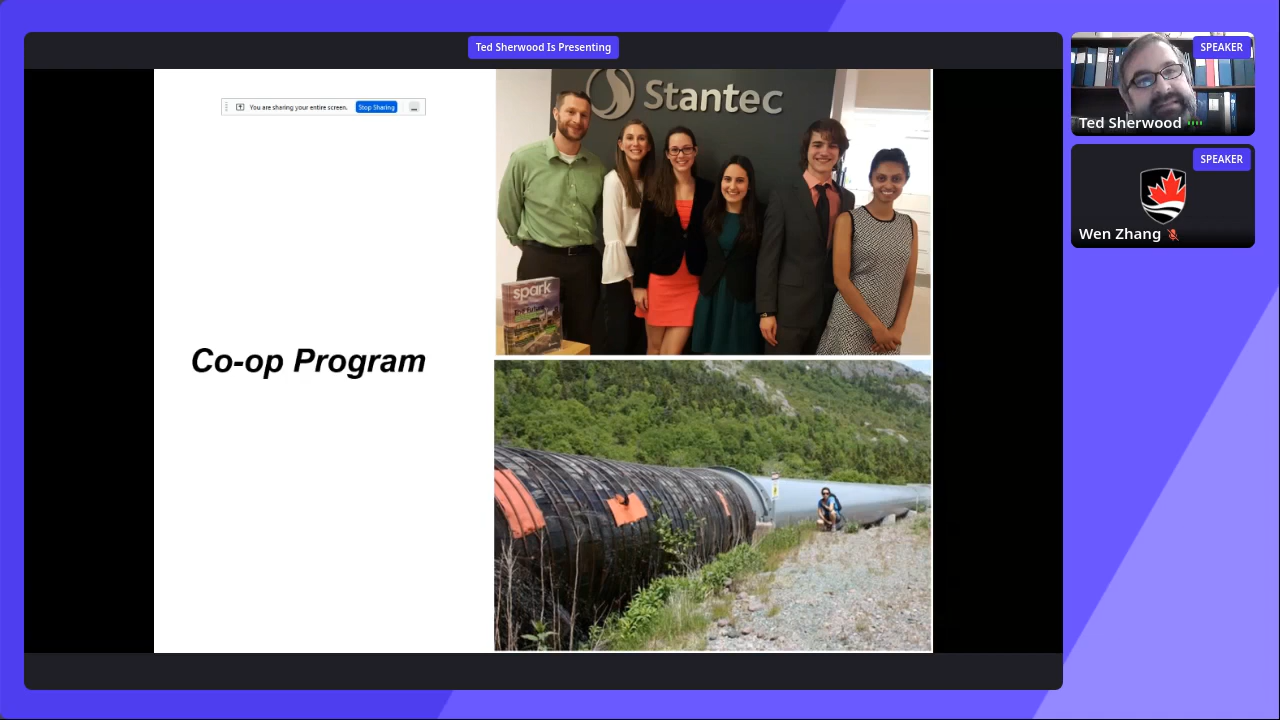 Ted Sherwood Is Presenting
You are sharing your entire screen.
Stop Sharing
Stantec
spark
Co-op Program
SPEAKER
Ted Sherwood
SPEAKER
Wen Zhang